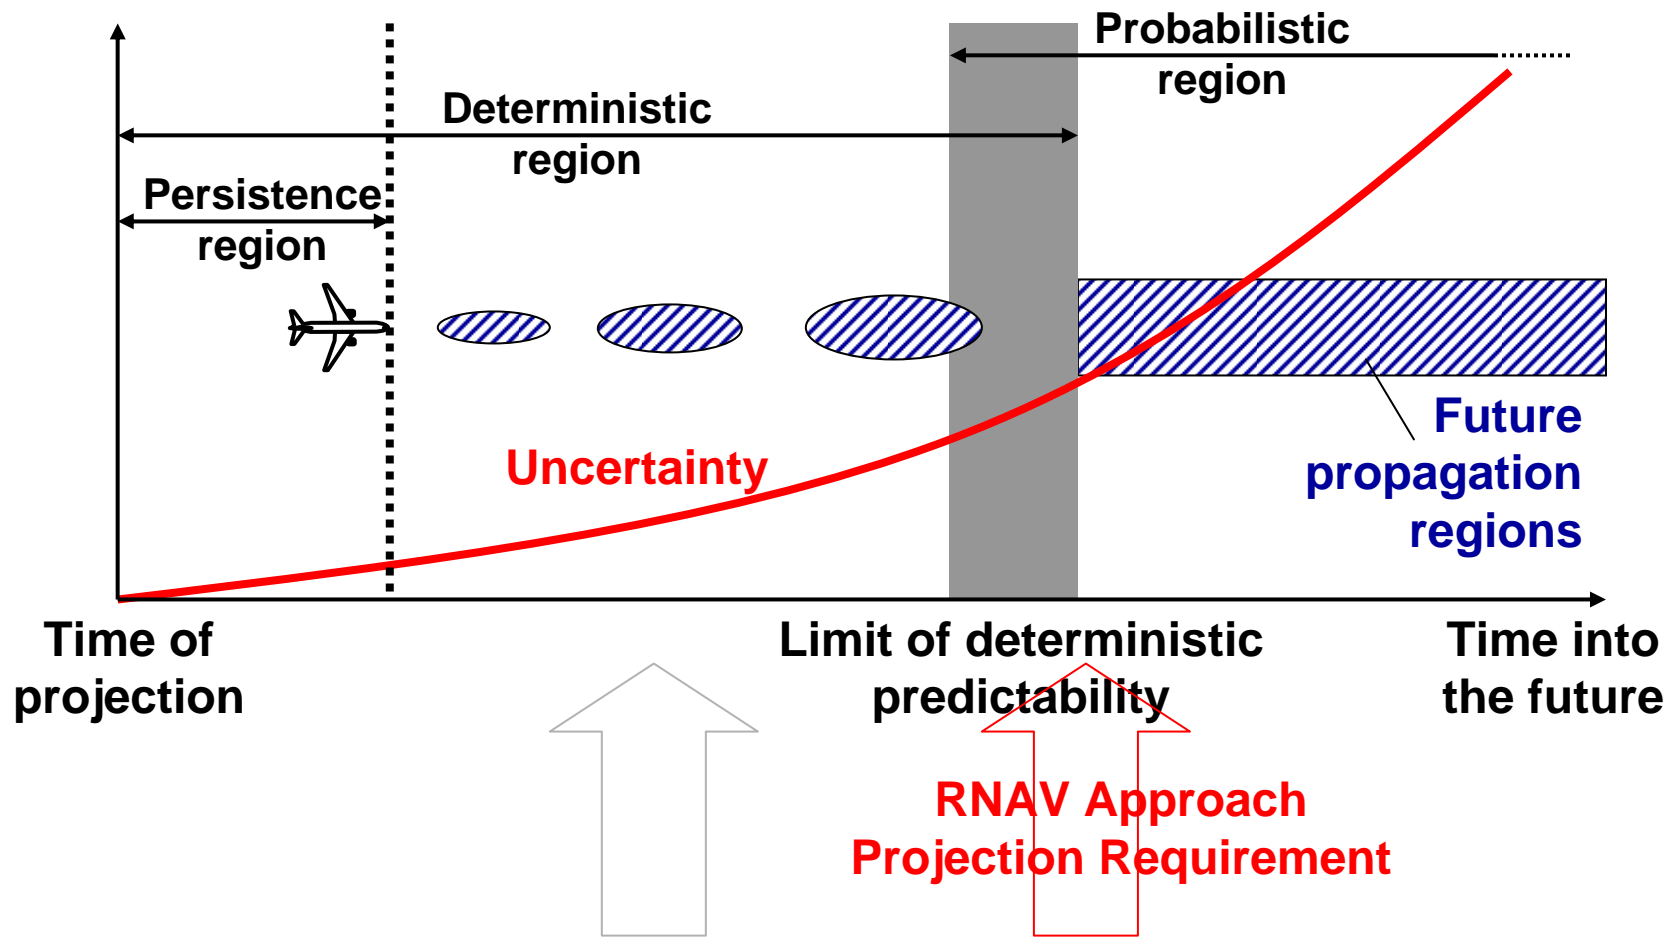 Probabilistic
region
Deterministic
region
Persistence
region
Uncertainty
Future
propagation
regions
Time of
projection
Limit of deterministic
predictability
Time into
the future
RNAV Approach
Projection Requirement